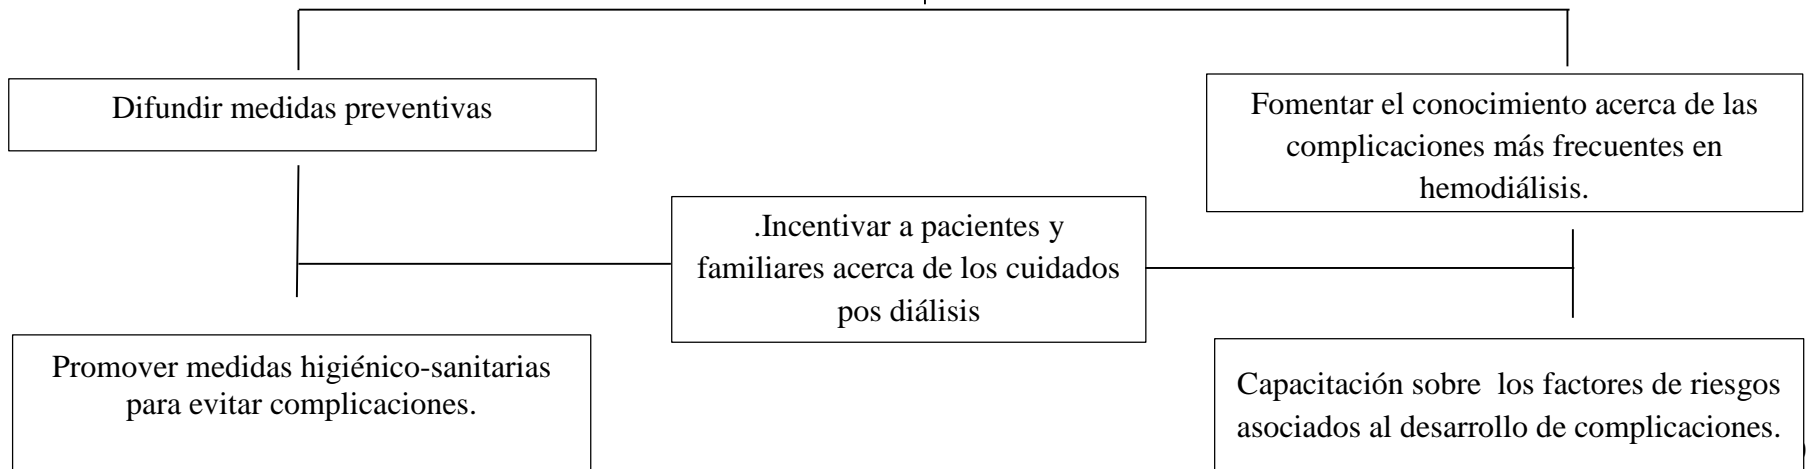 Difundir medidas preventivas
Fomentar el conocimiento acerca de las
complicaciones más frecuentes en
hemodiálisis.
.Incentivar a pacientes y
familiares acerca de los cuidados
pos diálisis
Promover medidas higiénico-sanitarias
para evitar complicaciones.
Capacitación sobre  los factores de riesgos
asociados al desarrollo de complicaciones.